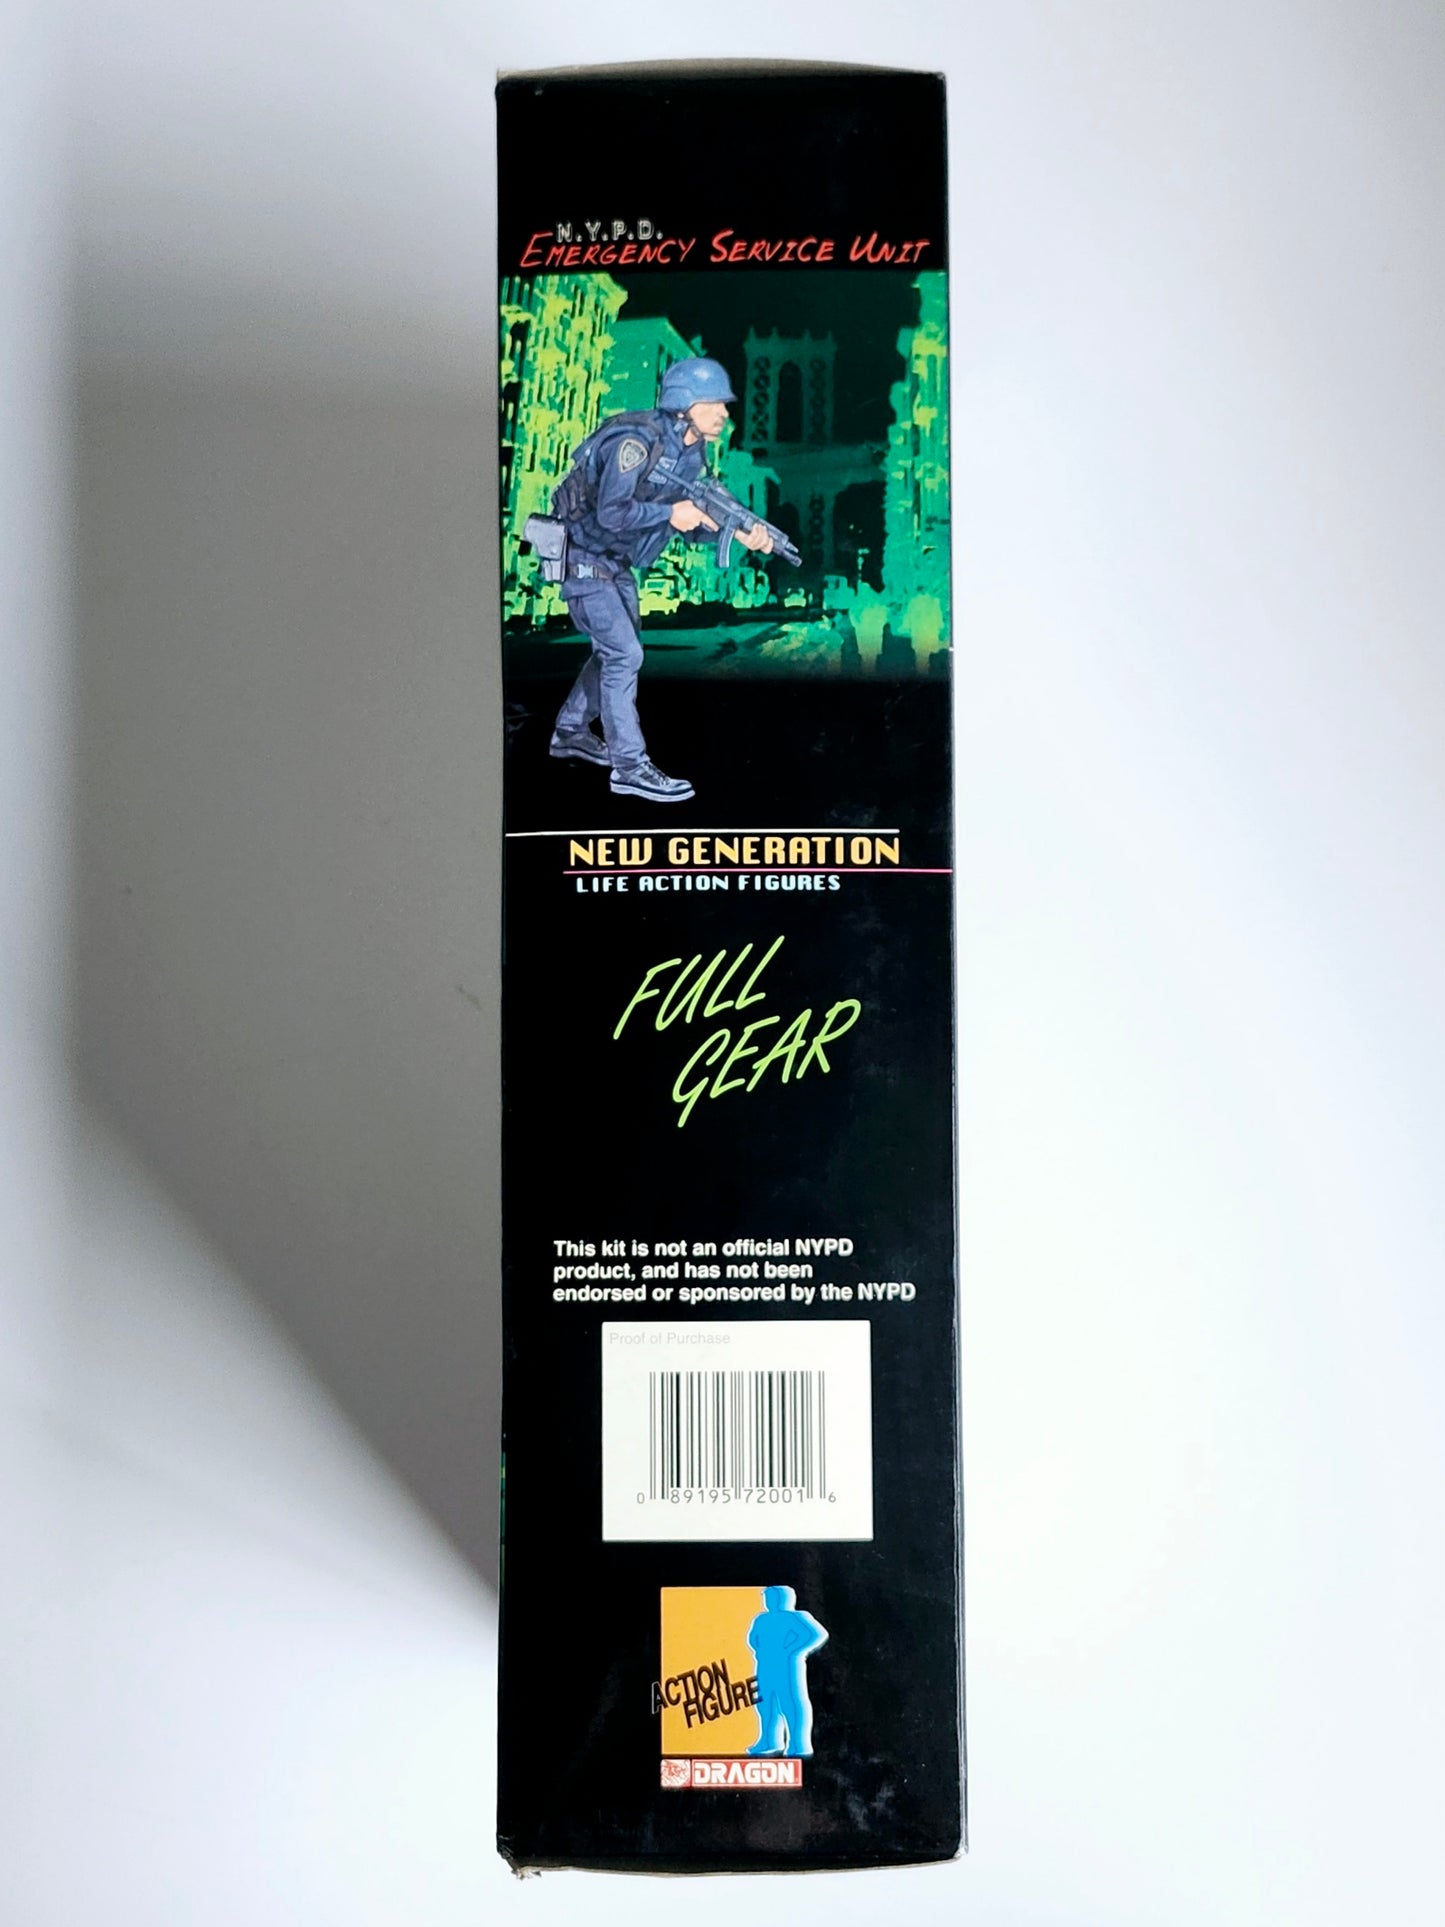 N.Y.P.D.
EMERGENCY SERVICE UNIT
NEW GENERATION
LIFE ACTION FIGURES
FULL
GEAR
This kit is not an official NYPD
product, and has not been
endorsed or sponsored by the NYPD
Proof of Purchase
0 89195 72001 6
ACTION
FIGURE
DRAGON